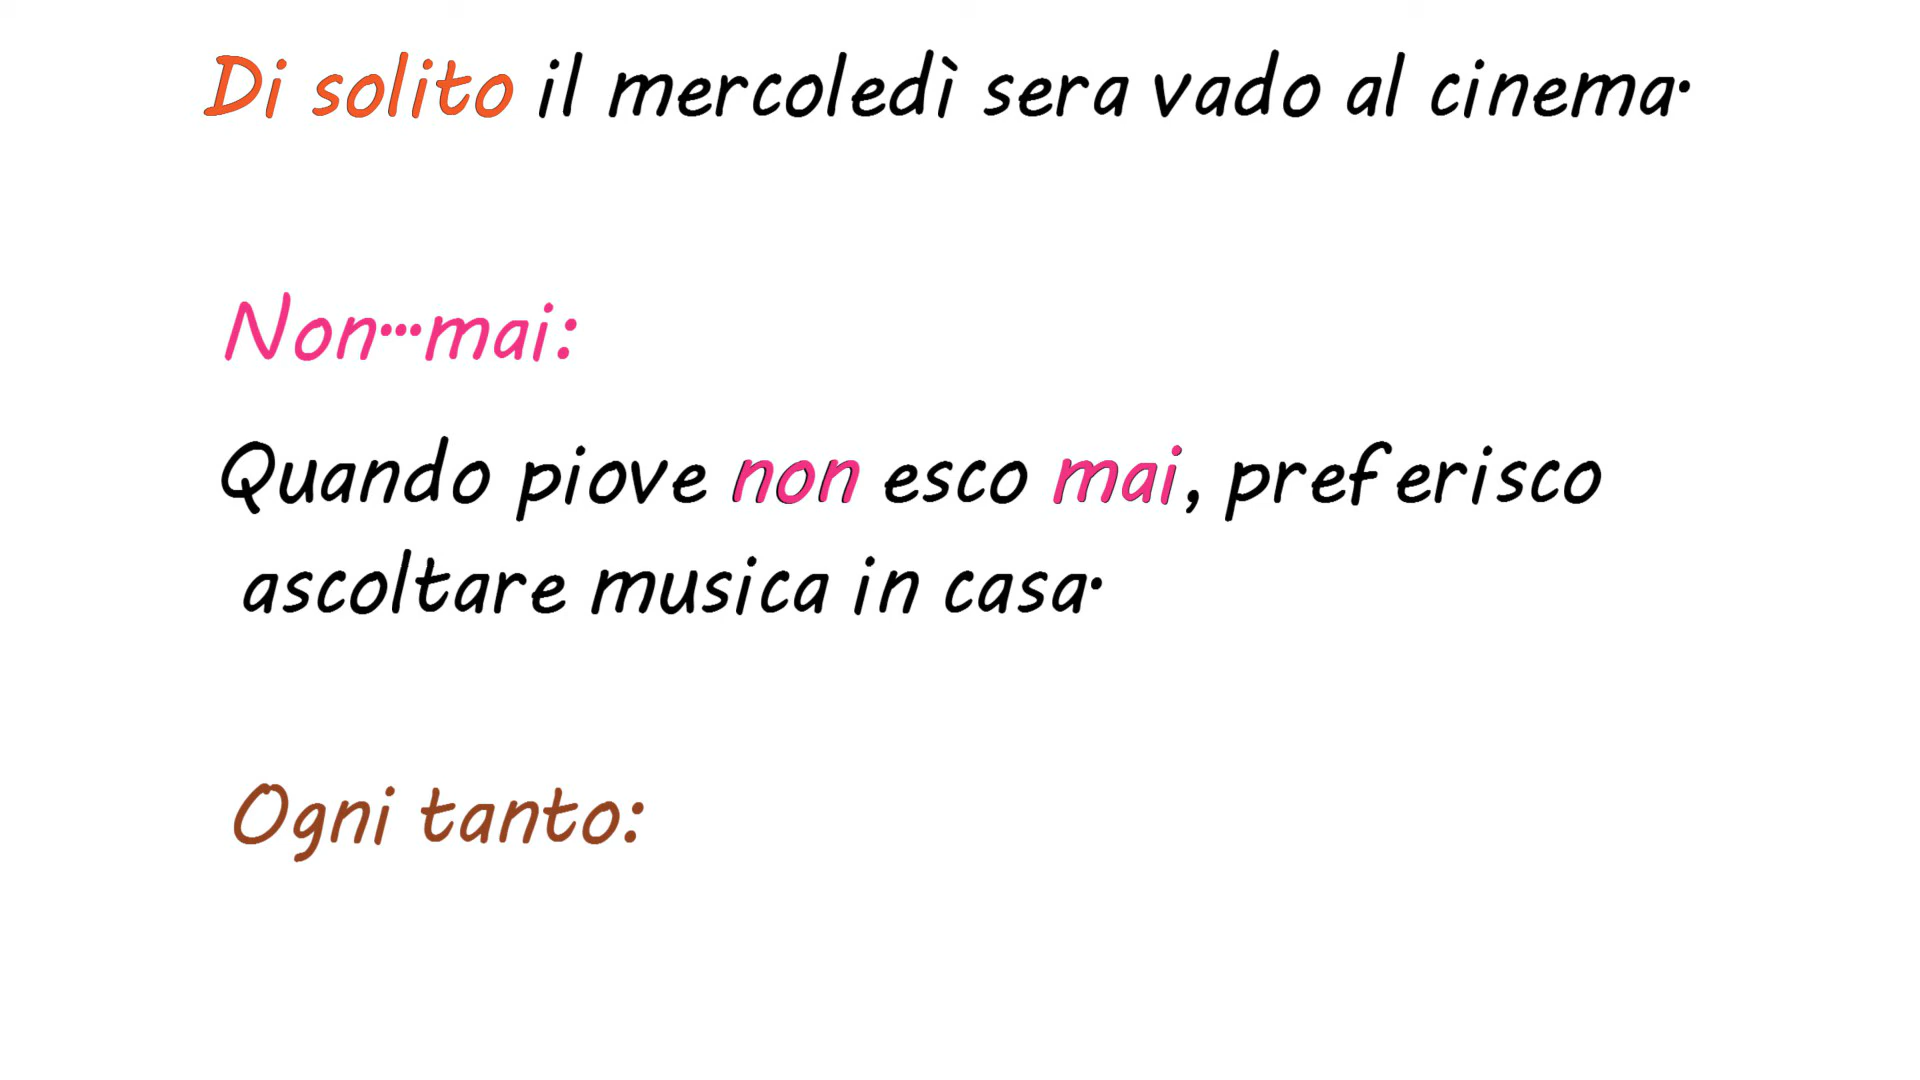 Di solito il mercoledì sera vado al cinema.
Non...mai:
Quando piove non esco mai, preferisco
ascoltare musica in casa.
Ogni tanto: